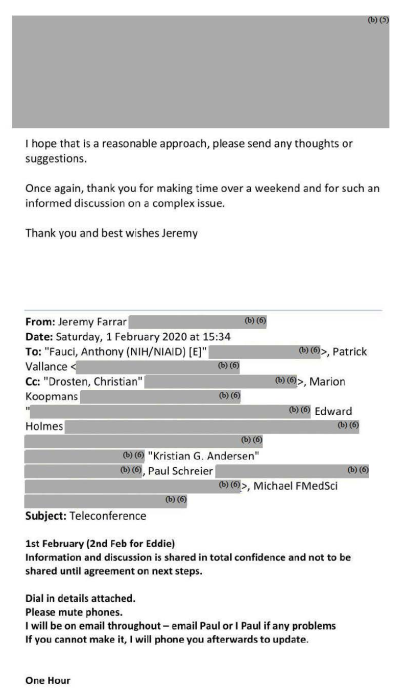 (b) (5)
I hope that is a reasonable approach, please send any thoughts or
suggestions.
Once again, thank you for making time over a weekend and for such an
informed discussion on a complex issue.
Thank you and best wishes Jeremy
From: Jeremy Farrar (b) (6)
Date: Saturday, 1 February 2020 at 15:34
To: "Fauci, Anthony (NIH/NIAID) [E]" (b) (6)>, Patrick
Vallance < (b) (6)
Cc: "Drosten, Christian" (b) (6)>, Marion
Koopmans (b) (6)
" (b) (6) Edward
Holmes (b) (6)
(b) (6)
(b) (6) "Kristian G. Andersen"
(b) (6), Paul Schreier (b) (6)
(b) (6)>, Michael FMedSci
(b) (6)
Subject: Teleconference
1st February (2nd Feb for Eddie)
Information and discussion is shared in total confidence and not to be
shared until agreement on next steps.
Dial in details attached.
Please mute phones.
I will be on email throughout – email Paul or I Paul if any problems
If you cannot make it, I will phone you afterwards to update.
One Hour